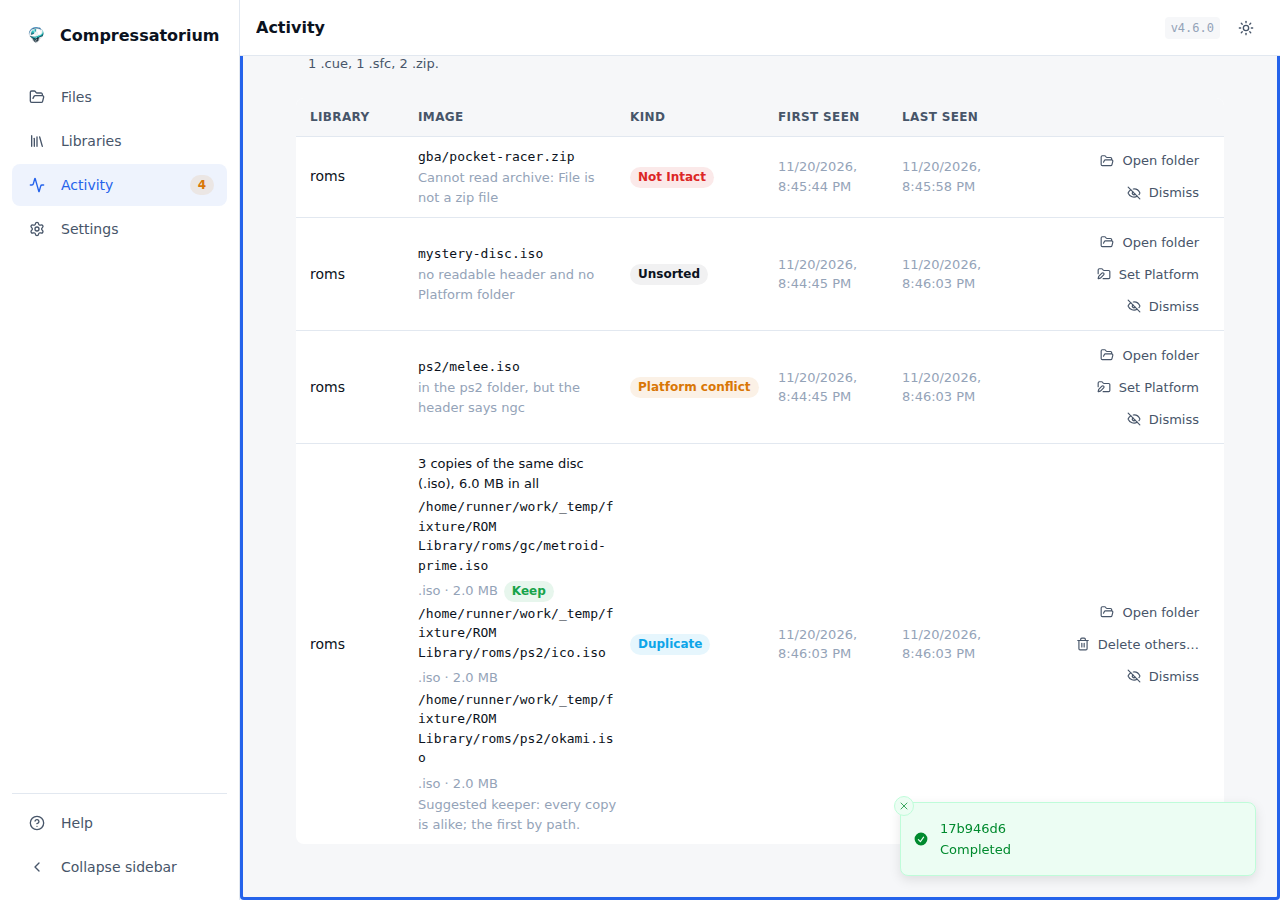 Compressatorium
Activity
v4.6.0
Files
Libraries
Activity
4
Settings
Help
Collapse sidebar
1 .cue, 1 .sfc, 2 .zip.
LIBRARY IMAGE KIND FIRST SEEN LAST SEEN
roms
gba/pocket-racer.zip
Cannot read archive: File is
not a zip file
Not Intact
11/20/2026,
8:45:44 PM
11/20/2026,
8:45:58 PM
Open folder
Dismiss
roms
mystery-disc.iso
no readable header and no
Platform folder
Unsorted
11/20/2026,
8:44:45 PM
11/20/2026,
8:46:03 PM
Open folder
Set Platform
Dismiss
roms
ps2/melee.iso
in the ps2 folder, but the
header says ngc
Platform conflict
11/20/2026,
8:44:45 PM
11/20/2026,
8:46:03 PM
Open folder
Set Platform
Dismiss
roms
3 copies of the same disc
(.iso), 6.0 MB in all
/home/runner/work/_temp/f
ixture/ROM
Library/roms/gc/metroid-
prime.iso
.iso · 2.0 MB Keep
/home/runner/work/_temp/f
ixture/ROM
Library/roms/ps2/ico.iso
.iso · 2.0 MB
/home/runner/work/_temp/f
ixture/ROM
Library/roms/ps2/okami.is
o
.iso · 2.0 MB
Suggested keeper: every copy
is alike; the first by path.
Duplicate
11/20/2026,
8:46:03 PM
11/20/2026,
8:46:03 PM
Open folder
Delete others…
Dismiss
17b946d6
Completed